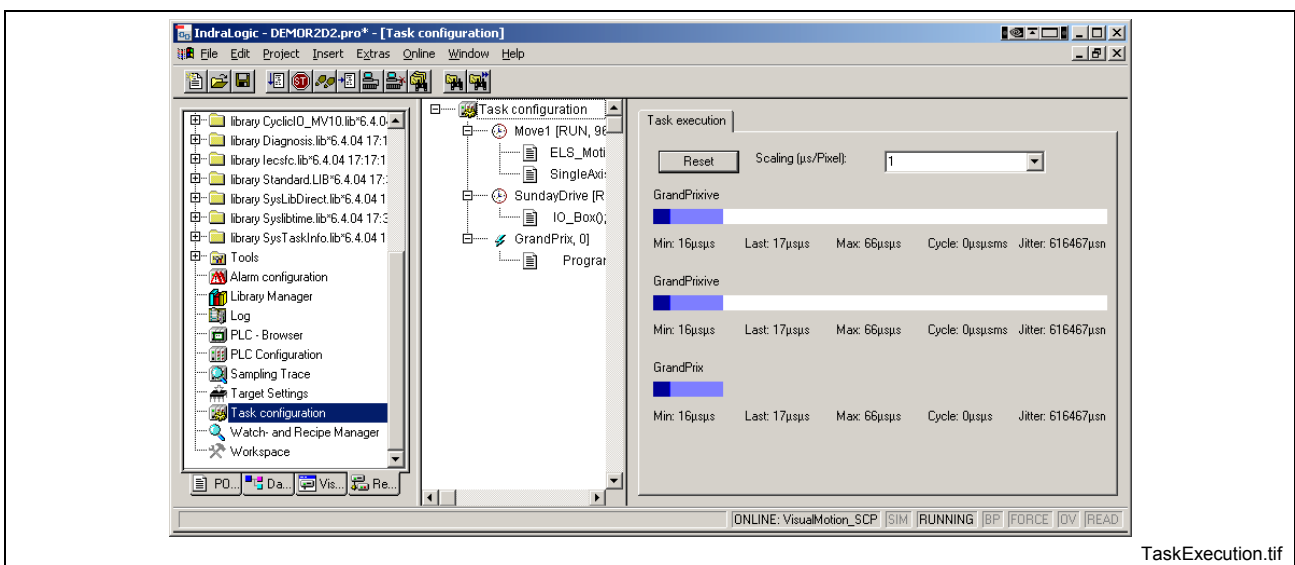 IndraLogic - DEMOR2D2.pro* - [Task configuration]
File Edit Project Insert Extras Online Window Help
library CyclicIO_MV10.lib*6.4.0
library Diagnosis.lib*6.4.04 17:1
library Iecsfc.lib*6.4.04 17:17:1
library Standard.LIB*6.4.04 17:
library SysLibDirect.lib*6.4.04 1
library Syslibtime.lib*6.4.04 17:3
library SysTaskInfo.lib*6.4.04 1
Tools
Alarm configuration
Library Manager
Log
PLC - Browser
PLC Configuration
Sampling Trace
Target Settings
Task configuration
Watch- and Recipe Manager
Workspace
PO... Da... Vis... Re...
Task configuration
Move1 [RUN, 96
ELS_Moti
SingleAxi
SundayDrive [R
IO_Box();
GrandPrix, 0]
Program
Task execution
Reset Scaling (µs/Pixel): 1
GrandPrixive
Min: 16µsµs Last: 17µsµs Max: 66µsµs Cycle: 0µsµsms Jitter: 616467µsn
GrandPrixive
Min: 16µsµs Last: 17µsµs Max: 66µsµs Cycle: 0µsµsms Jitter: 616467µsn
GrandPrix
Min: 16µsµs Last: 17µsµs Max: 66µsµs Cycle: 0µsµs Jitter: 616467µsn
ONLINE: VisualMotion_SCP SIM RUNNING BP FORCE OV READ
TaskExecution.tif